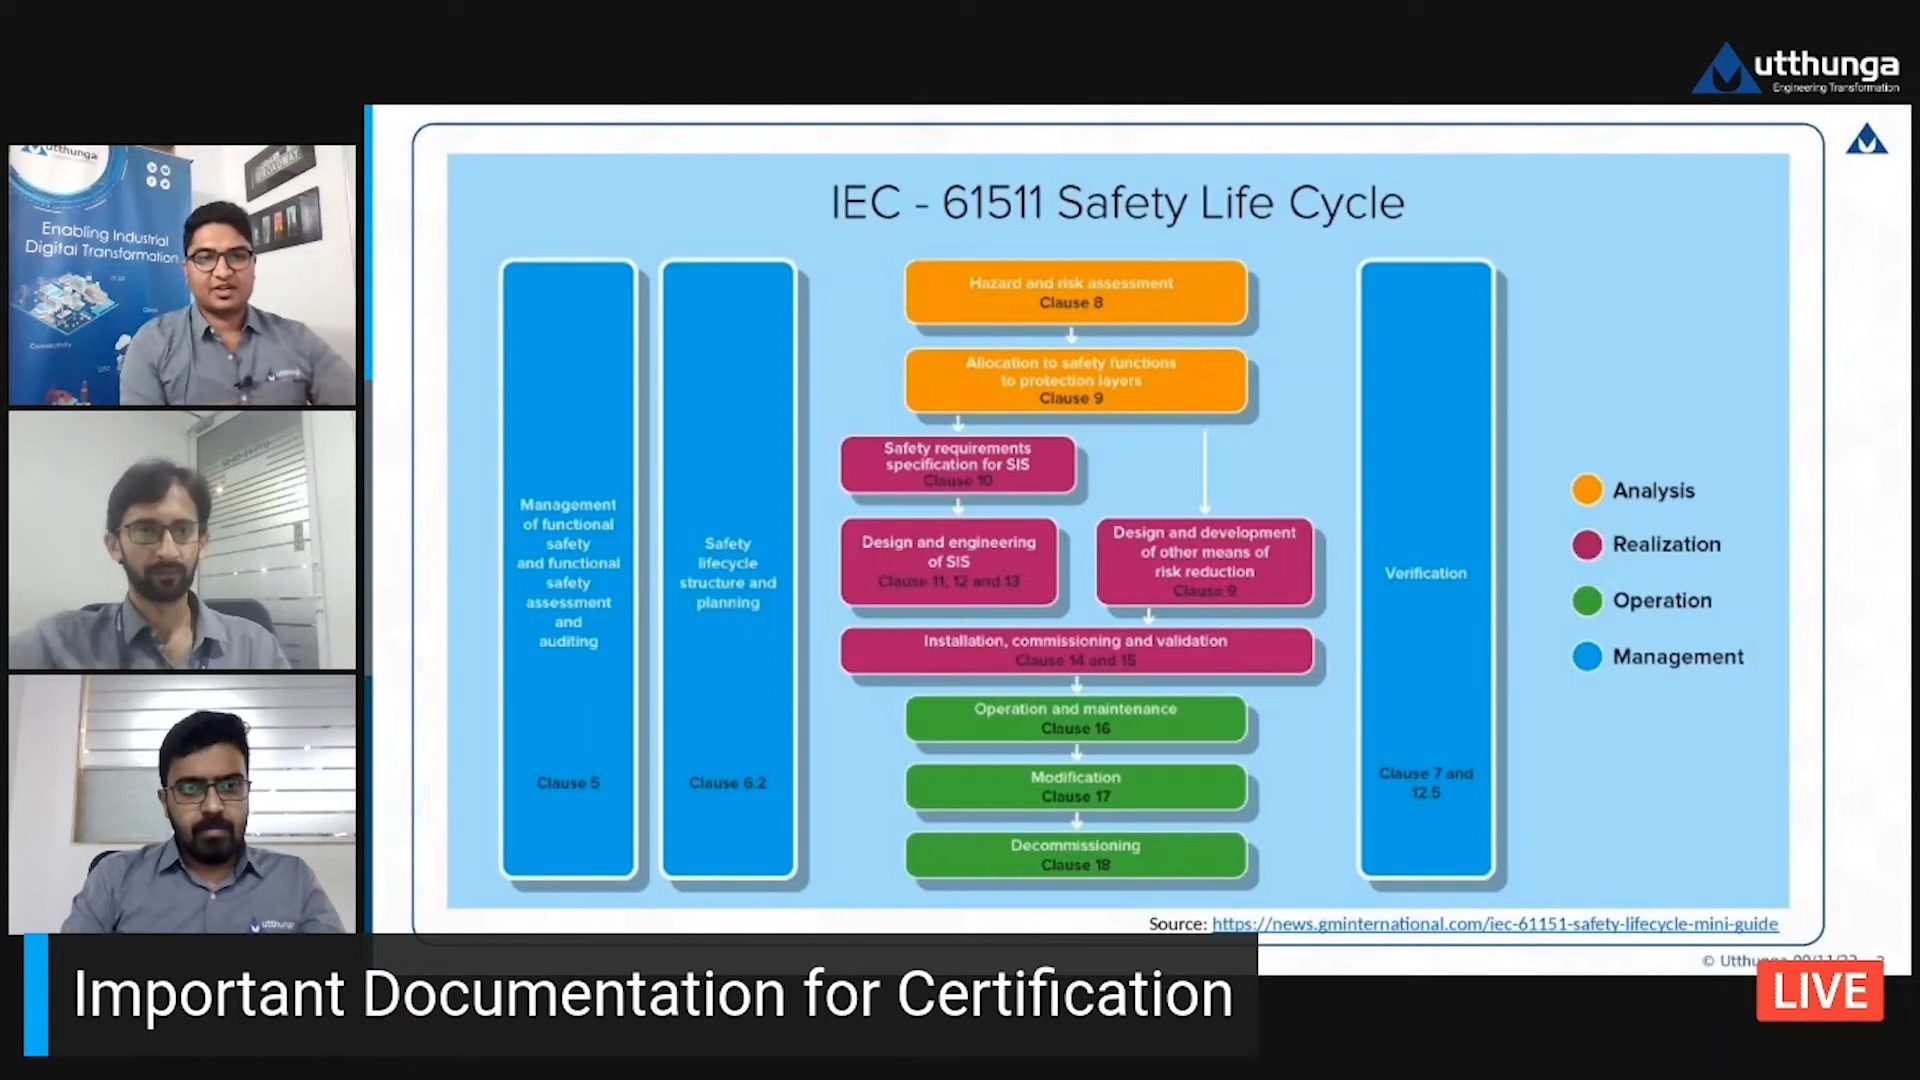 utthunga
Engineering Transformation
utthunga
Enabling Industrial
Digital Transformation
Connectivity
BROADWAY
utthunga
utthunga
IEC - 61511 Safety Life Cycle
Management
of functional
safety
and functional
safety
assessment
and
auditing
Clause 5
Safety
lifecycle
structure and
planning
Clause 6.2
Hazard and risk assessment
Clause 8
Allocation to safety functions
to protection layers
Clause 9
Safety requirements
specification for SIS
Clause 10
Design and engineering
of SIS
Clause 11, 12 and 13
Design and development
of other means of
risk reduction
Clause 9
Installation, commissioning and validation
Clause 14 and 15
Operation and maintenance
Clause 16
Modification
Clause 17
Decommissioning
Clause 18
Verification
Clause 7 and
12.5
Analysis
Realization
Operation
Management
Source: https://news.gminternational.com/iec-61151-safety-lifecycle-mini-guide
Important Documentation for Certification
LIVE